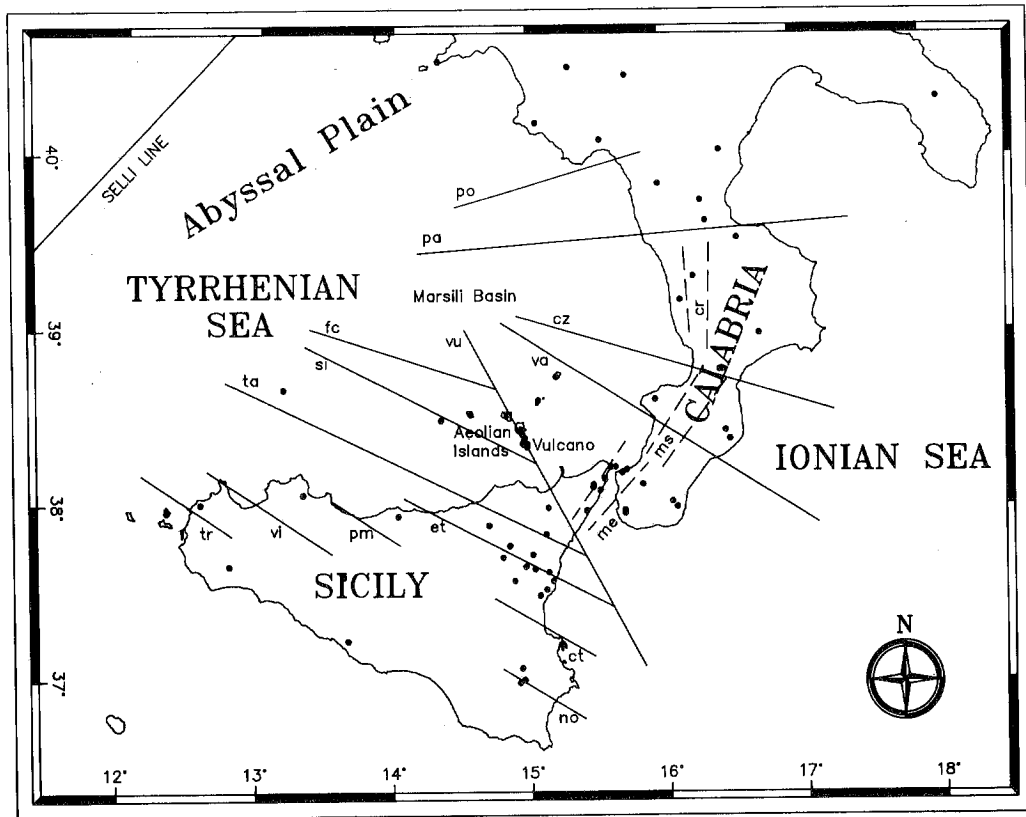 SELLI LINE
Abyssal Plain
40°
po
pa
TYRRHENIAN
SEA
Marsili Basin
39°
fc
vu
cz
cr
CALABRIA
si
va
ta
Aeolian
Islands
Vulcano
ms
IONIAN SEA
38°
tr
vi
pm
et
me
SICILY
N
ct
37°
no
12°
13°
14°
15°
16°
17°
18°